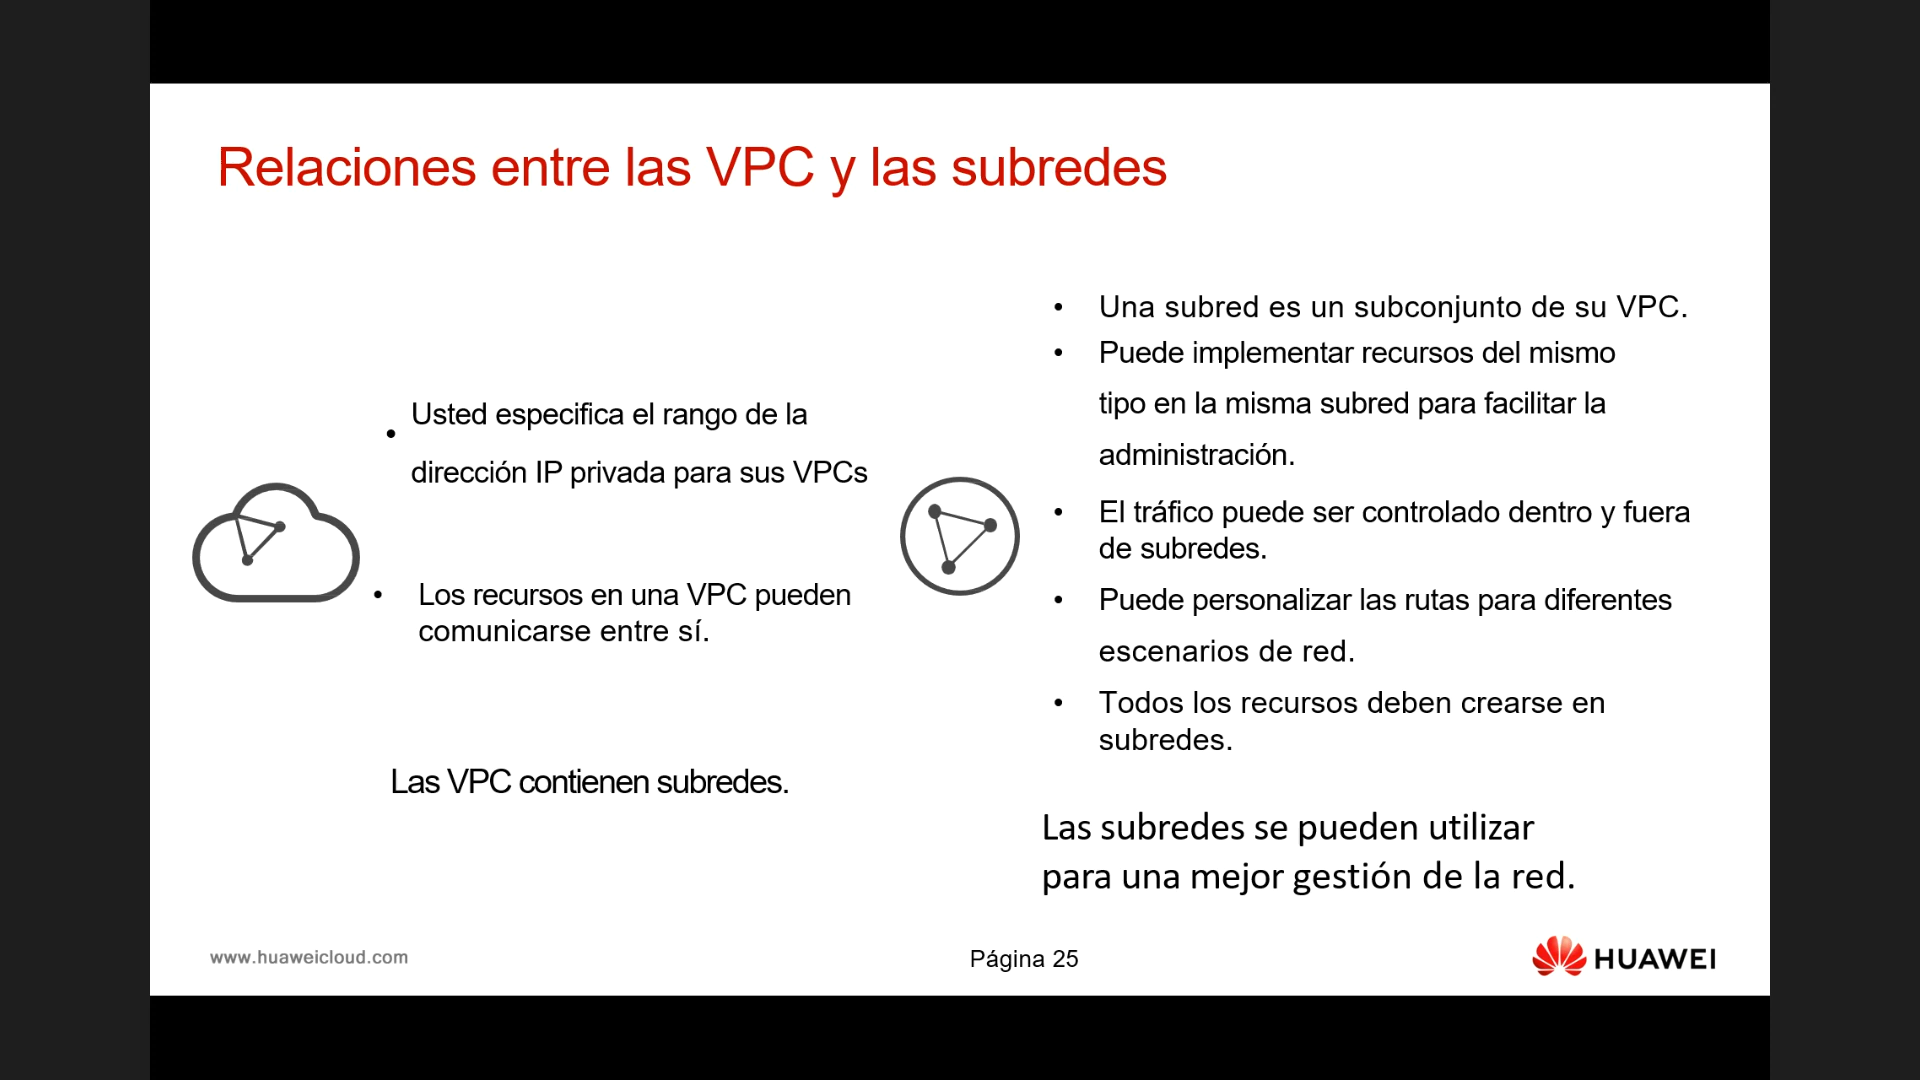 Relaciones entre las VPC y las subredes
• Usted especifica el rango de la
dirección IP privada para sus VPCs
• Los recursos en una VPC pueden
comunicarse entre sí.
Las VPC contienen subredes.
• Una subred es un subconjunto de su VPC.
• Puede implementar recursos del mismo
tipo en la misma subred para facilitar la
administración.
• El tráfico puede ser controlado dentro y fuera
de subredes.
• Puede personalizar las rutas para diferentes
escenarios de red.
• Todos los recursos deben crearse en
subredes.
Las subredes se pueden utilizar
para una mejor gestión de la red.
www.huaweicloud.com
Página 25
HUAWEI